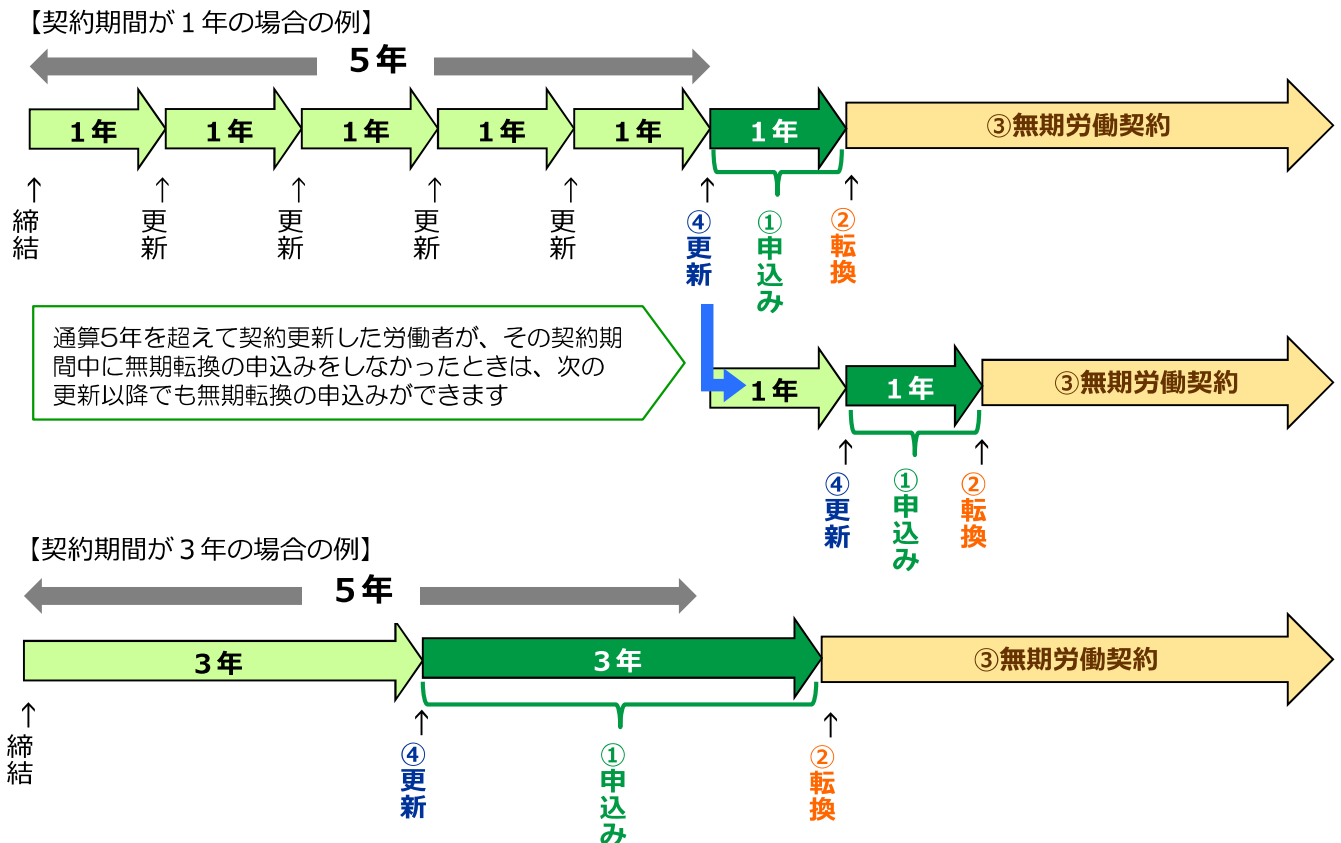 【契約期間が１年の場合の例】
５年
１年 １年 １年 １年 １年 １年 ③無期労働契約
締結 更新 更新 更新 更新 ④更新 ①申込み ②転換
通算5年を超えて契約更新した労働者が、その契約期
間中に無期転換の申込みをしなかったときは、次の
更新以降でも無期転換の申込みができます
１年 １年 ③無期労働契約
④更新 ①申込み ②転換
【契約期間が３年の場合の例】
５年
３年 ３年 ③無期労働契約
締結 ④更新 ①申込み ②転換